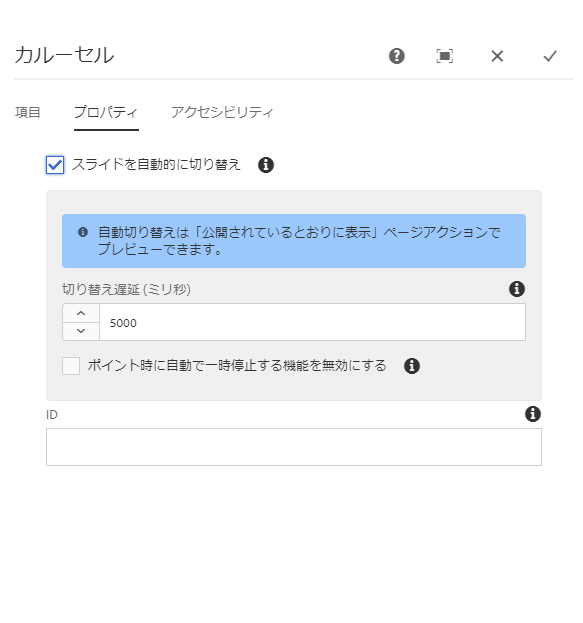 カルーセル
項目 プロパティ アクセシビリティ
スライドを自動的に切り替え
自動切り替えは「公開されているとおりに表示」ページアクションで
プレビューできます。
切り替え遅延 (ミリ秒)
5000
ポイント時に自動で一時停止する機能を無効にする
ID